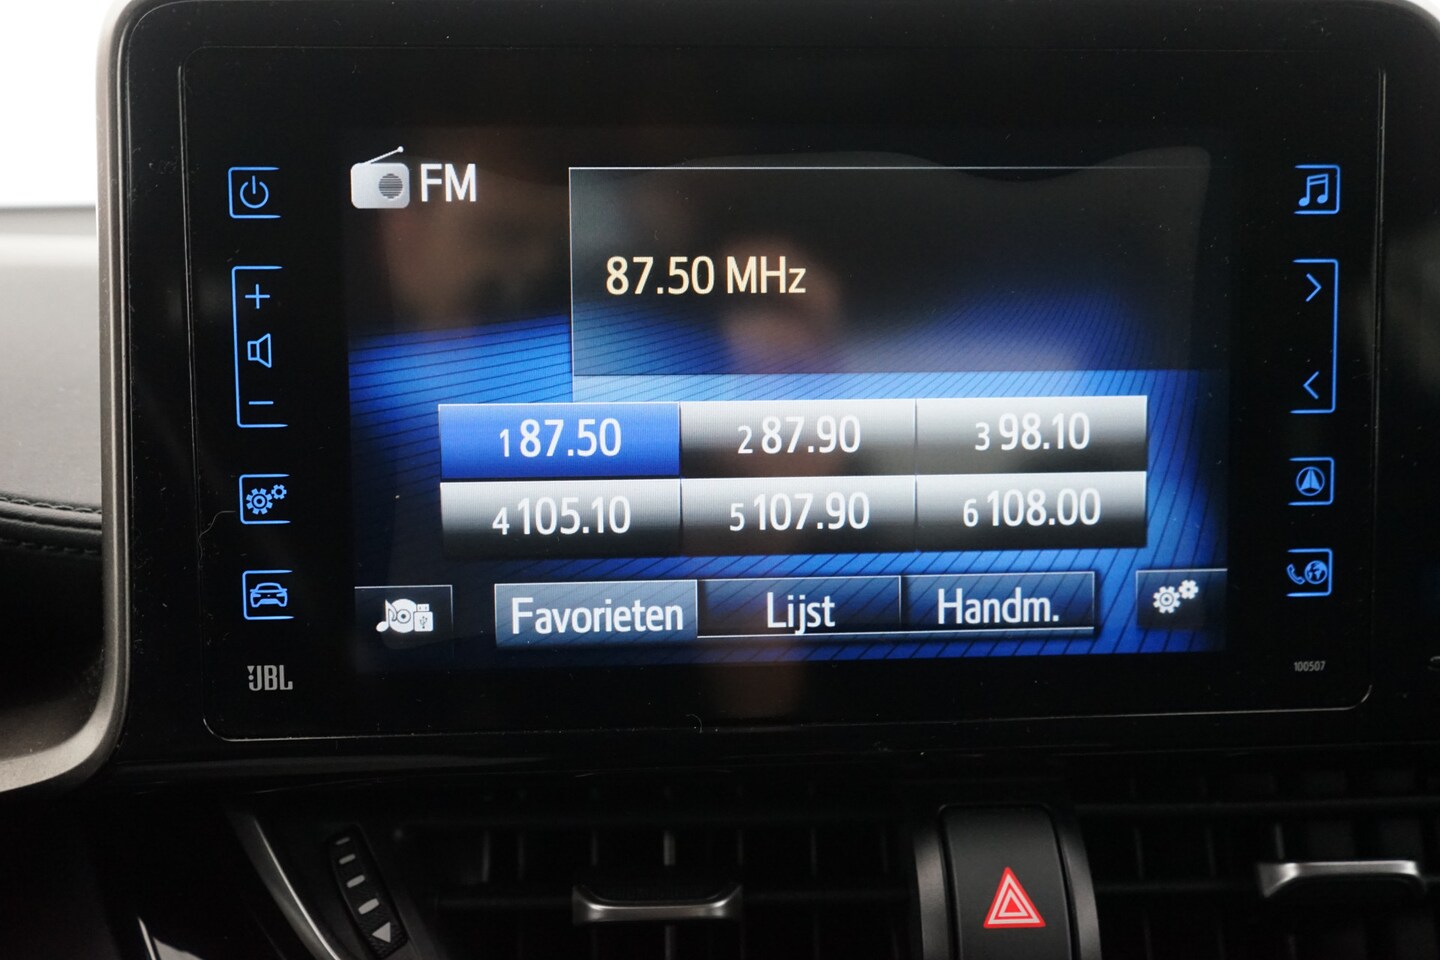 FM
87.50 MHz
1 87.50 2 87.90 3 98.10
4 105.10 5 107.90 6 108.00
Favorieten Lijst Handm.
JBL
100507